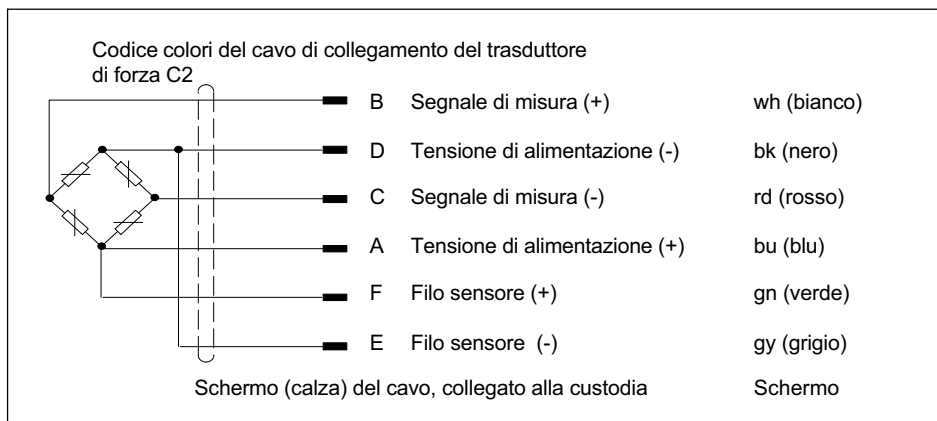 Codice colori del cavo di collegamento del trasduttore
di forza C2
B Segnale di misura (+) wh (bianco)
D Tensione di alimentazione (-) bk (nero)
C Segnale di misura (-) rd (rosso)
A Tensione di alimentazione (+) bu (blu)
F Filo sensore (+) gn (verde)
E Filo sensore (-) gy (grigio)
Schermo (calza) del cavo, collegato alla custodia Schermo